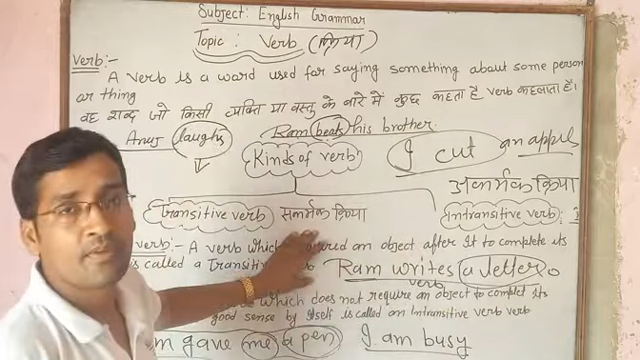 Subject: English Grammar
Topic: Verb (क्रिया)
Verb:-
A verb is a word used for saying something about some person
or thing
वह शब्द जो किसी व्यक्ति या वस्तु के बारे में कुछ कहता है verb कहलाता है।
Anuj laughs
Ram beats his brother.
I cut an apple
Kinds of verb
अकर्मक क्रिया
Transitive verb सकर्मक क्रिया
Intransitive verb:
verb:- A verb which an object after it to complete its
is called a
Ram writes a letter
verb
which does not require an object to complet its
good sense by itself is called an Intransitive verb verb
gave me a pen
I am busy